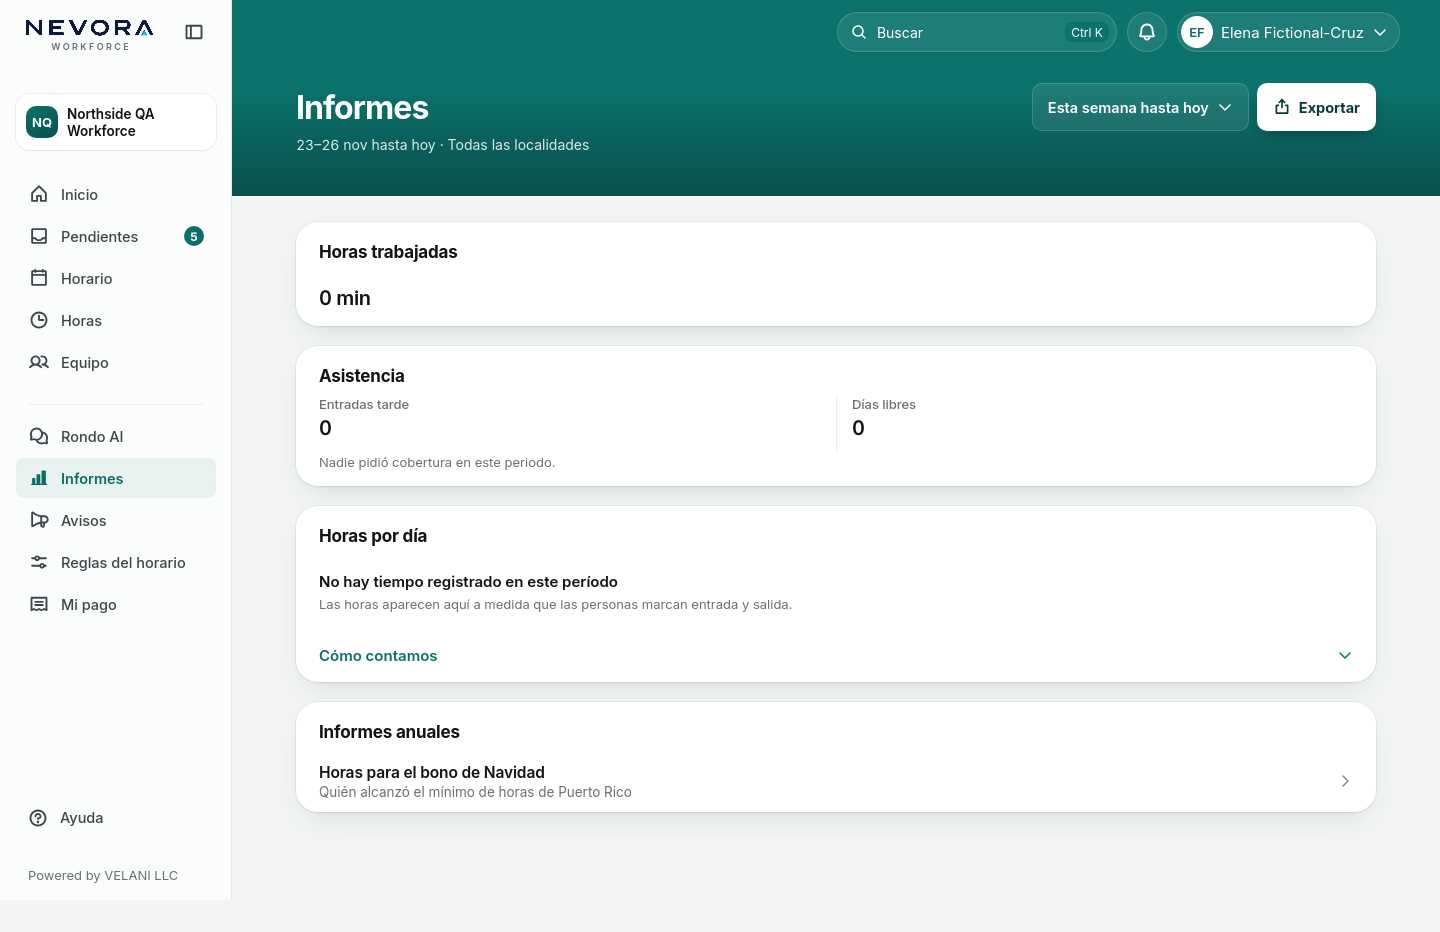 NEVORA
WORKFORCE
Northside QA
Workforce
NQ
Inicio
Pendientes
5
Horario
Horas
Equipo
Rondo AI
Informes
Avisos
Reglas del horario
Mi pago
Ayuda
Powered by VELANI LLC
Buscar
Ctrl K
EF
Elena Fictional-Cruz
Informes
23–26 nov hasta hoy · Todas las localidades
Esta semana hasta hoy
Exportar
Horas trabajadas
0 min
Asistencia
Entradas tarde
0
Días libres
0
Nadie pidió cobertura en este periodo.
Horas por día
No hay tiempo registrado en este período
Las horas aparecen aquí a medida que las personas marcan entrada y salida.
Cómo contamos
Informes anuales
Horas para el bono de Navidad
Quién alcanzó el mínimo de horas de Puerto Rico